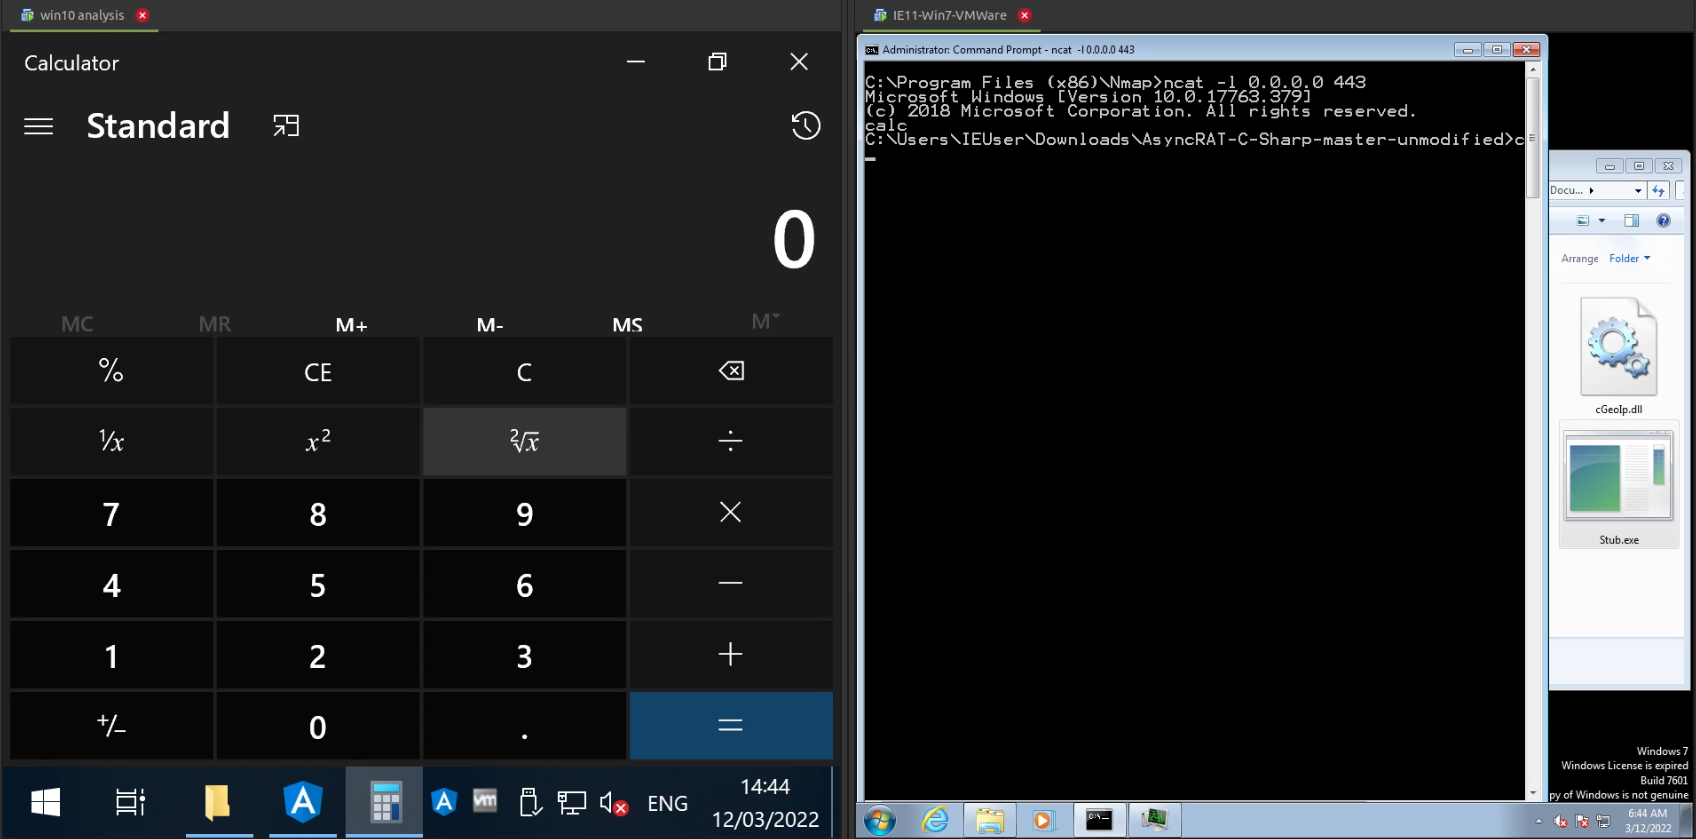 win10 analysis
Calculator
Standard
0
MC MR M+ M- MS M
% CE C
1/x x² ²√x ÷
7 8 9 ×
4 5 6 −
1 2 3 +
+/− 0 . =
vm ENG
14:44
12/03/2022
IE11-Win7-VMWare
Administrator: Command Prompt - ncat -l 0.0.0.0 443
C:\Program Files (x86)\Nmap>ncat -l 0.0.0.0 443
Microsoft Windows [Version 10.0.17763.379]
(c) 2018 Microsoft Corporation. All rights reserved.
calc
C:\Users\IEUser\Downloads\AsyncRAT-C-Sharp-master-unmodified>c
Docu...
Arrange Folder
cGeoIp.dll
Stub.exe
Windows 7
Windows License is expired
Build 7601
py of Windows is not genuine
6:44 AM
3/12/2022